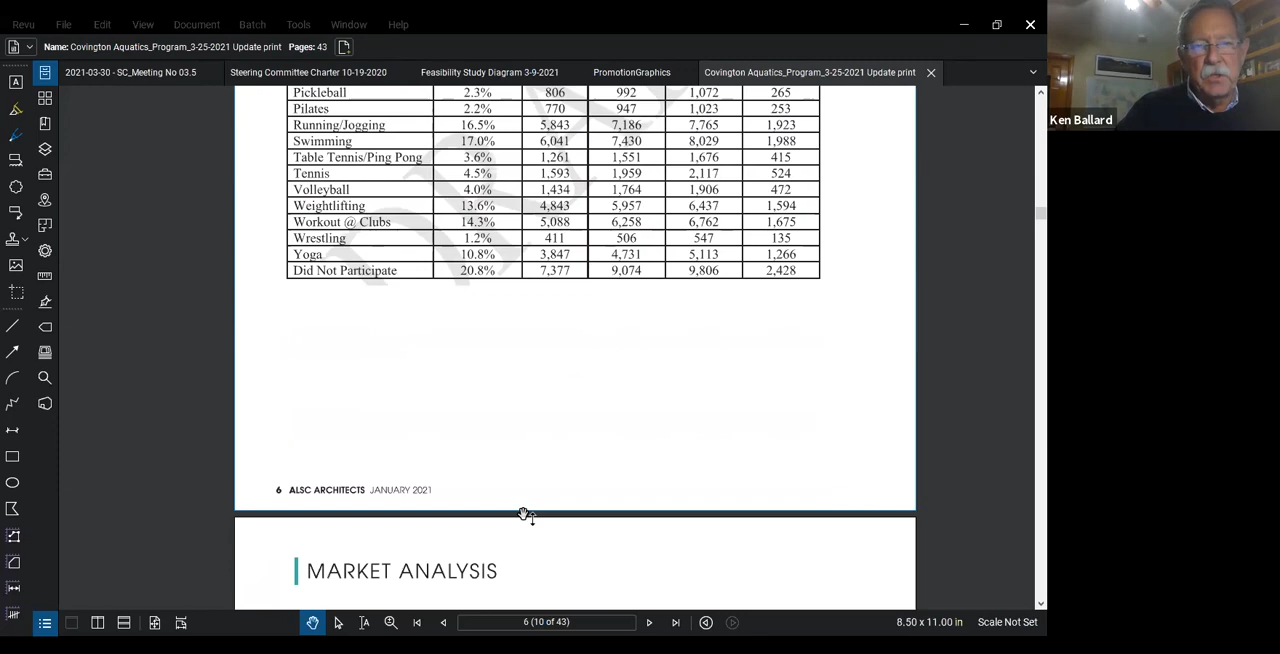 Revu File Edit View Document Batch Tools Window Help
Name: Covington Aquatics_Program_3-25-2021 Update print Pages: 43
2021-03-30 - SC_Meeting No 03.5 Steering Committee Charter 10-19-2020 Feasibility Study Diagram 3-9-2021 PromotionGraphics Covington Aquatics_Program_3-25-2021 Update print
Ken Ballard
Pickleball 2.3% 806 992 1,072 265
Pilates 2.2% 770 947 1,023 253
Running/Jogging 16.5% 5,843 7,186 7,765 1,923
Swimming 17.0% 6,041 7,430 8,029 1,988
Table Tennis/Ping Pong 3.6% 1,261 1,551 1,676 415
Tennis 4.5% 1,593 1,959 2,117 524
Volleyball 4.0% 1,434 1,764 1,906 472
Weightlifting 13.6% 4,843 5,957 6,437 1,594
Workout @ Clubs 14.3% 5,088 6,258 6,762 1,675
Wrestling 1.2% 411 506 547 135
Yoga 10.8% 3,847 4,731 5,113 1,266
Did Not Participate 20.8% 7,377 9,074 9,806 2,428
DRA
6 ALSC ARCHITECTS JANUARY 2021
MARKET ANALYSIS
6 (10 of 43) 8.50 x 11.00 in Scale Not Set